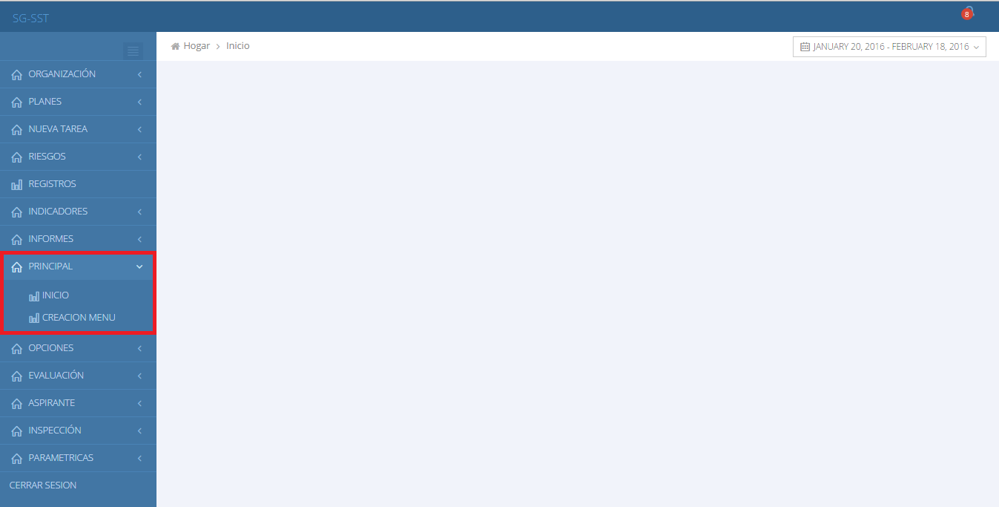 SG-SST
8
Hogar > Inicio
JANUARY 20, 2016 - FEBRUARY 18, 2016
ORGANIZACIÓN
PLANES
NUEVA TAREA
RIESGOS
REGISTROS
INDICADORES
INFORMES
PRINCIPAL
INICIO
CREACION MENU
OPCIONES
EVALUACIÓN
ASPIRANTE
INSPECCIÓN
PARAMETRICAS
CERRAR SESION